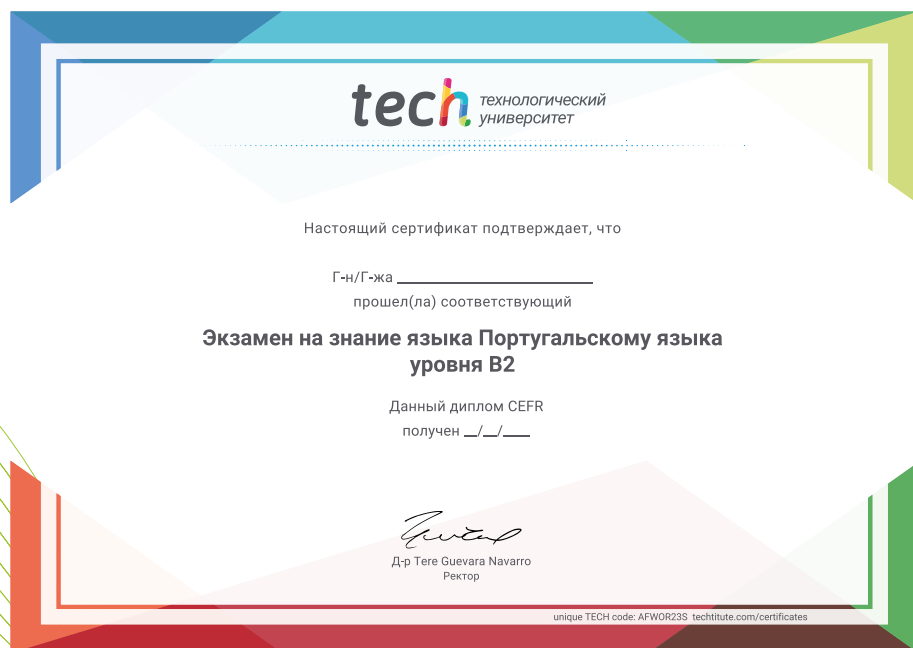 tech технологический
университет
Настоящий сертификат подтверждает, что
Г-н/Г-жа
прошел(ла) соответствующий
Экзамен на знание языка Португальскому языка
уровня B2
Данный диплом CEFR
получен __/__/____
Д-р Tere Guevara Navarro
Ректор
unique TECH code: AFWOR23S techtitute.com/certificates